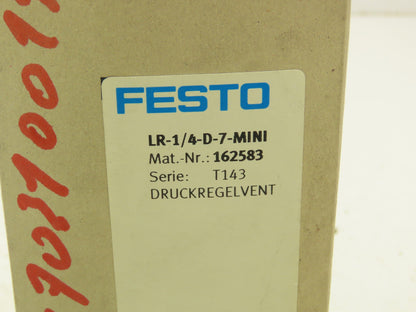 FESTO
LR-1/4-D-7-MINI
Mat.-Nr.: 162583
Serie: T143
DRUCKREGELVENT